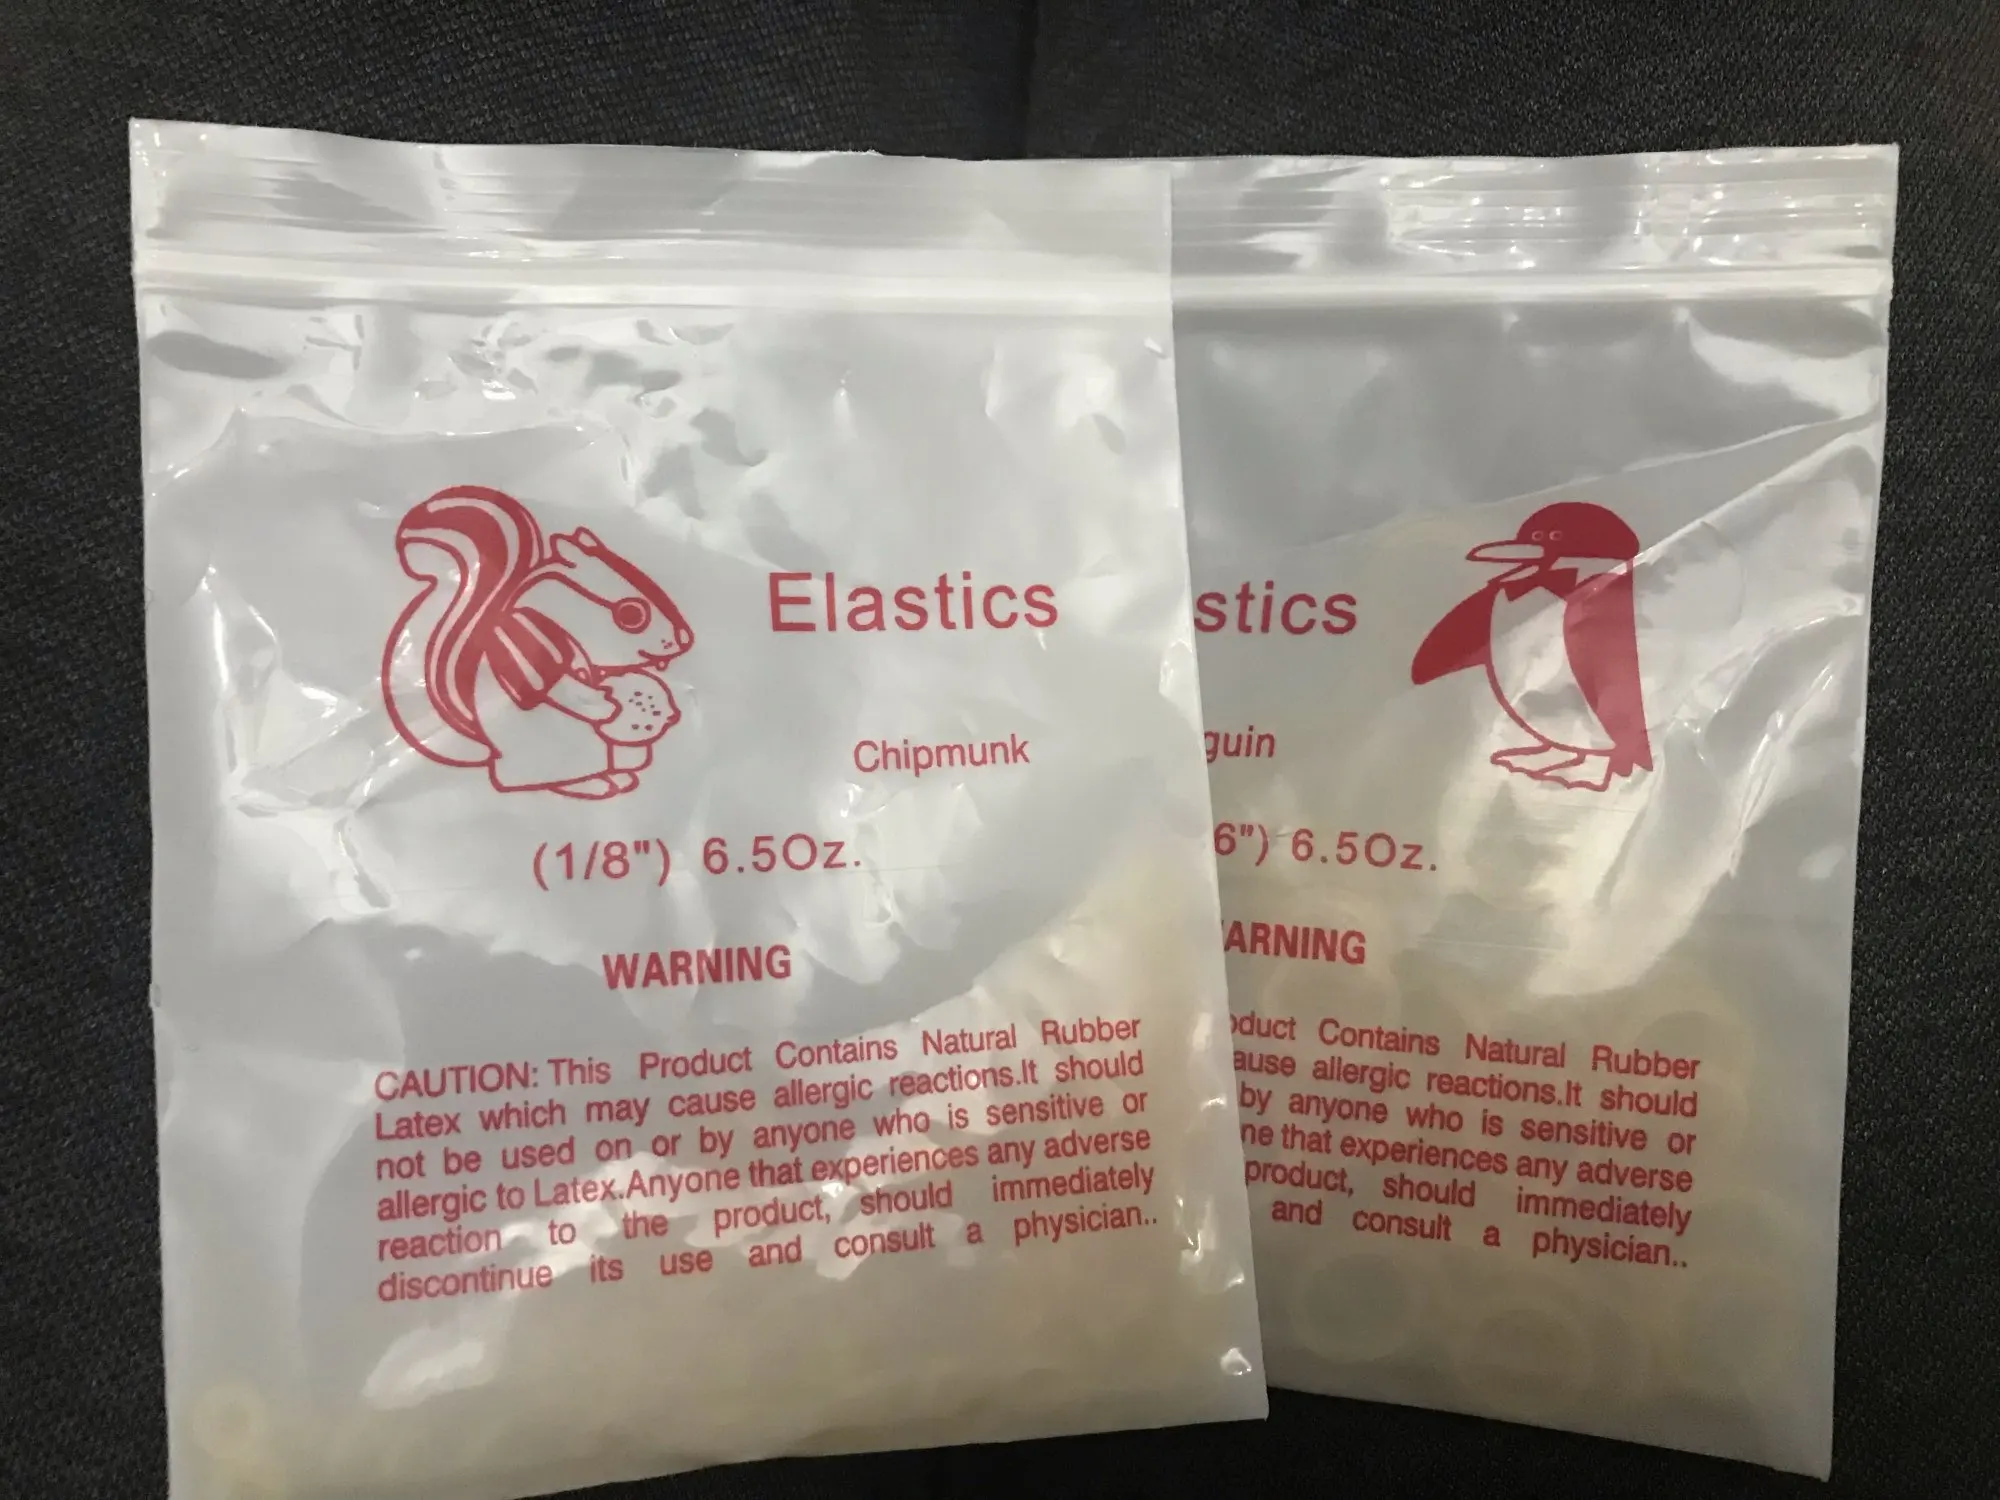 Elastics
Chipmunk
(1/8") 6.5Oz.
WARNING
CAUTION: This Product Contains Natural Rubber
Latex which may cause allergic reactions.It should
not be used on or by anyone who is sensitive or
allergic to Latex.Anyone that experiences any adverse
reaction to the product, should immediately
discontinue its use and consult a physician..
stics
guin
6") 6.5Oz.
ARNING
duct Contains Natural Rubber
ause allergic reactions.It should
by anyone who is sensitive or
ne that experiences any adverse
product, should immediately
and consult a physician..